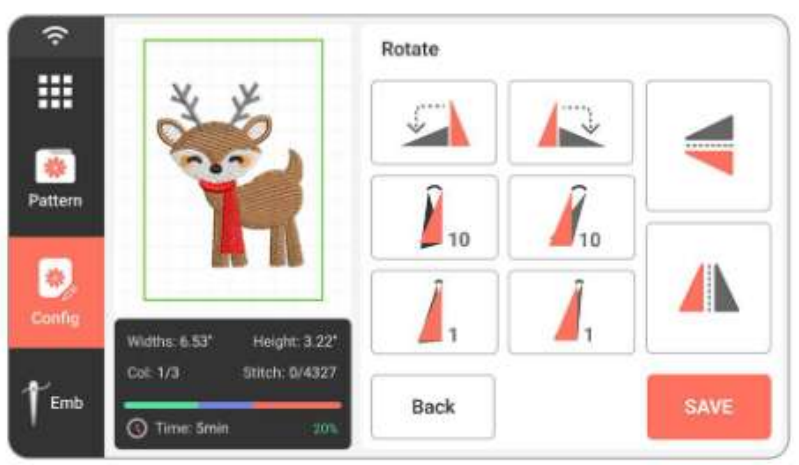 Rotate
Pattern
10
10
Config
1
1
Widths: 6.53" Height: 3.22"
Col: 1/3 Stitch: 0/4327
Emb
Back
SAVE
Time: 5min 20%